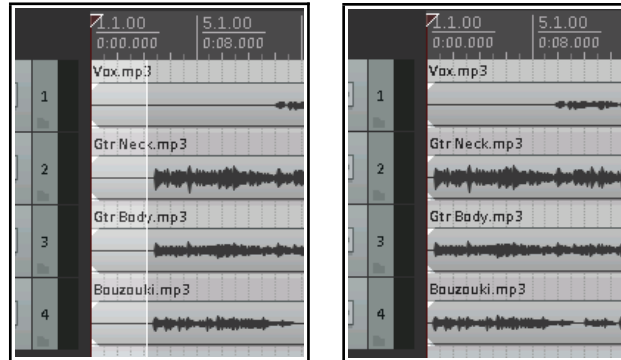 1.1.00 5.1.00
0:00.000 0:08.000
Vox.mp3
1
Gtr Neck.mp3
2
Gtr Body.mp3
3
Bouzouki.mp3
4
1.1.00 5.1.00
0:00.000 0:08.000
Vox.mp3
1
Gtr Neck.mp3
2
Gtr Body.mp3
3
Bouzouki.mp3
4